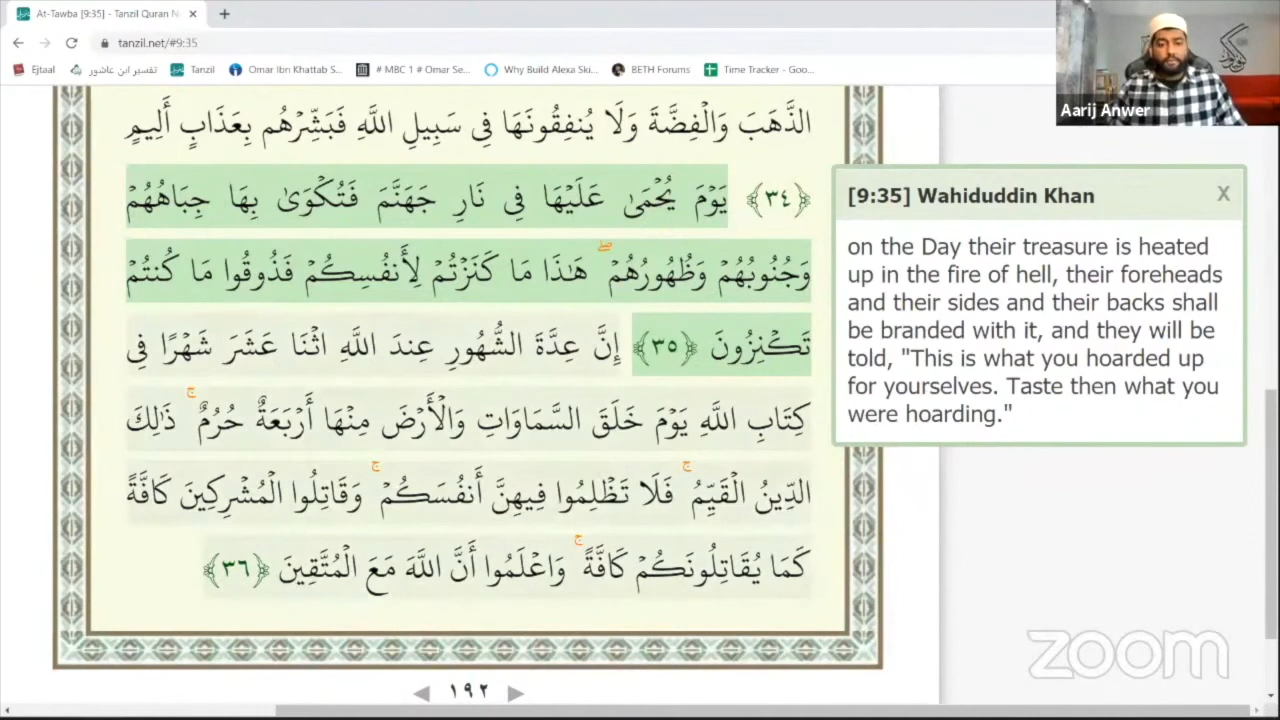 At-Tawba [9:35] - Tanzil Quran N
tanzil.net/#9:35
Ejtaal
تفسير ابن عاشور
Tanzil
Omar Ibn Khattab S...
# MBC 1 # Omar Se...
Why Build Alexa Ski...
BETH Forums
Time Tracker - Goo...
Aarij Anwer
الذَّهَبَ وَالْفِضَّةَ وَلَا يُنفِقُونَهَا فِي سَبِيلِ اللَّهِ فَبَشِّرْهُم بِعَذَابٍ أَلِيمٍ
﴿٣٤﴾ يَوْمَ يُحْمَىٰ عَلَيْهَا فِي نَارِ جَهَنَّمَ فَتُكْوَىٰ بِهَا جِبَاهُهُمْ
وَجُنُوبُهُمْ وَظُهُورُهُمْ ۖ هَـٰذَا مَا كَنَزْتُمْ لِأَنفُسِكُمْ فَذُوقُوا مَا كُنتُمْ
تَكْنِزُونَ ﴿٣٥﴾ إِنَّ عِدَّةَ الشُّهُورِ عِندَ اللَّهِ اثْنَا عَشَرَ شَهْرًا فِي
كِتَابِ اللَّهِ يَوْمَ خَلَقَ السَّمَاوَاتِ وَالْأَرْضَ مِنْهَا أَرْبَعَةٌ حُرُمٌ ۚ ذَٰلِكَ
الدِّينُ الْقَيِّمُ ۚ فَلَا تَظْلِمُوا فِيهِنَّ أَنفُسَكُمْ ۚ وَقَاتِلُوا الْمُشْرِكِينَ كَافَّةً
كَمَا يُقَاتِلُونَكُمْ كَافَّةً ۚ وَاعْلَمُوا أَنَّ اللَّهَ مَعَ الْمُتَّقِينَ ﴿٣٦﴾
١٩٢
[9:35] Wahiduddin Khan
X
on the Day their treasure is heated
up in the fire of hell, their foreheads
and their sides and their backs shall
be branded with it, and they will be
told, "This is what you hoarded up
for yourselves. Taste then what you
were hoarding."
zoom